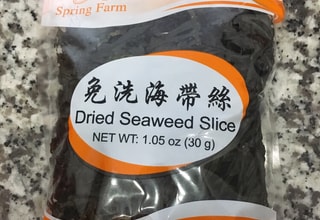 Spring Farm
免洗海帶絲
Dried Seaweed Slice
NET WT: 1.05 oz (30 g)